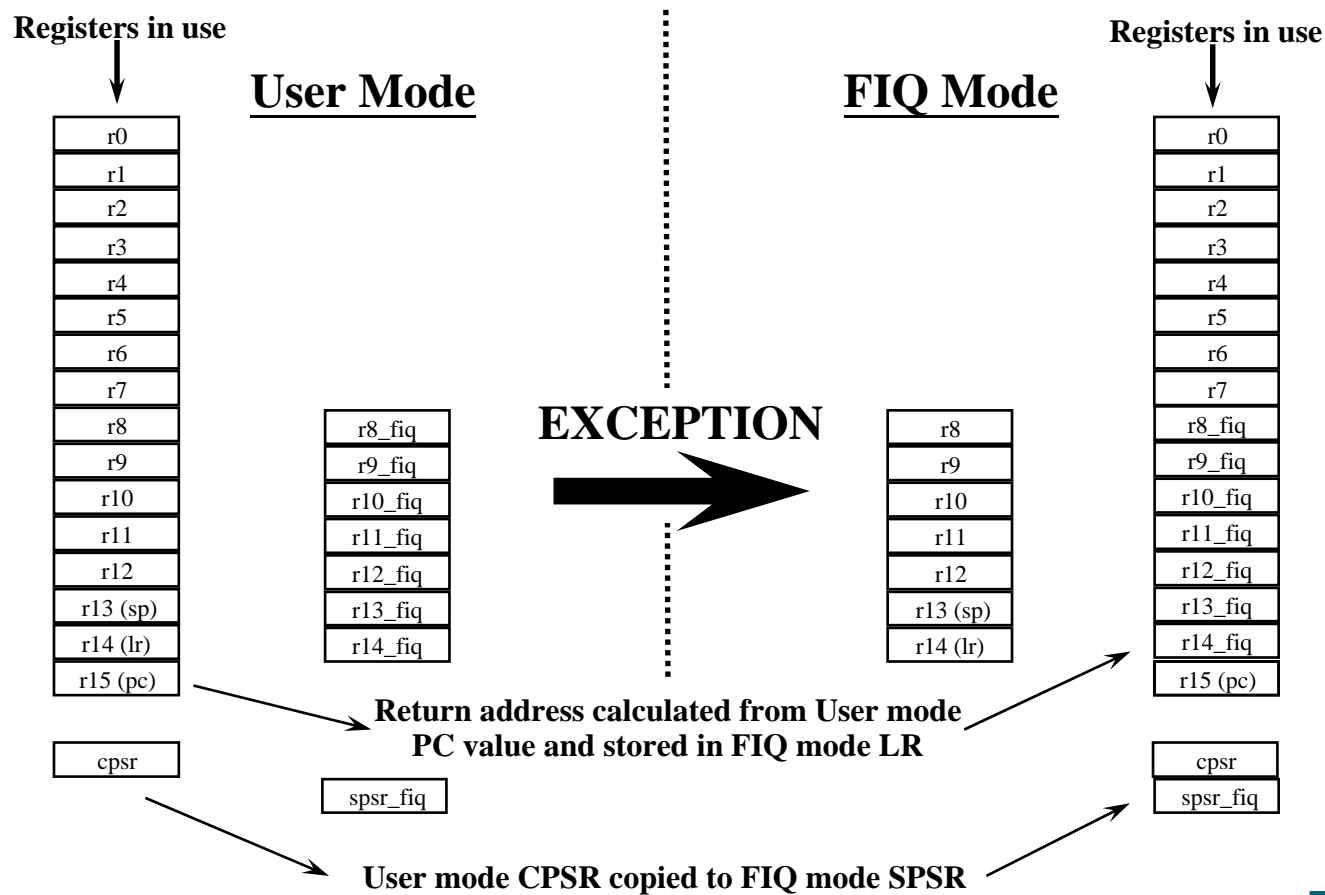 Registers in use
User Mode
r0
r1
r2
r3
r4
r5
r6
r7
r8
r9
r10
r11
r12
r13 (sp)
r14 (lr)
r15 (pc)
cpsr
r8_fiq
r9_fiq
r10_fiq
r11_fiq
r12_fiq
r13_fiq
r14_fiq
spsr_fiq
EXCEPTION
Return address calculated from User mode
PC value and stored in FIQ mode LR
User mode CPSR copied to FIQ mode SPSR
FIQ Mode
r8
r9
r10
r11
r12
r13 (sp)
r14 (lr)
Registers in use
r0
r1
r2
r3
r4
r5
r6
r7
r8_fiq
r9_fiq
r10_fiq
r11_fiq
r12_fiq
r13_fiq
r14_fiq
r15 (pc)
cpsr
spsr_fiq